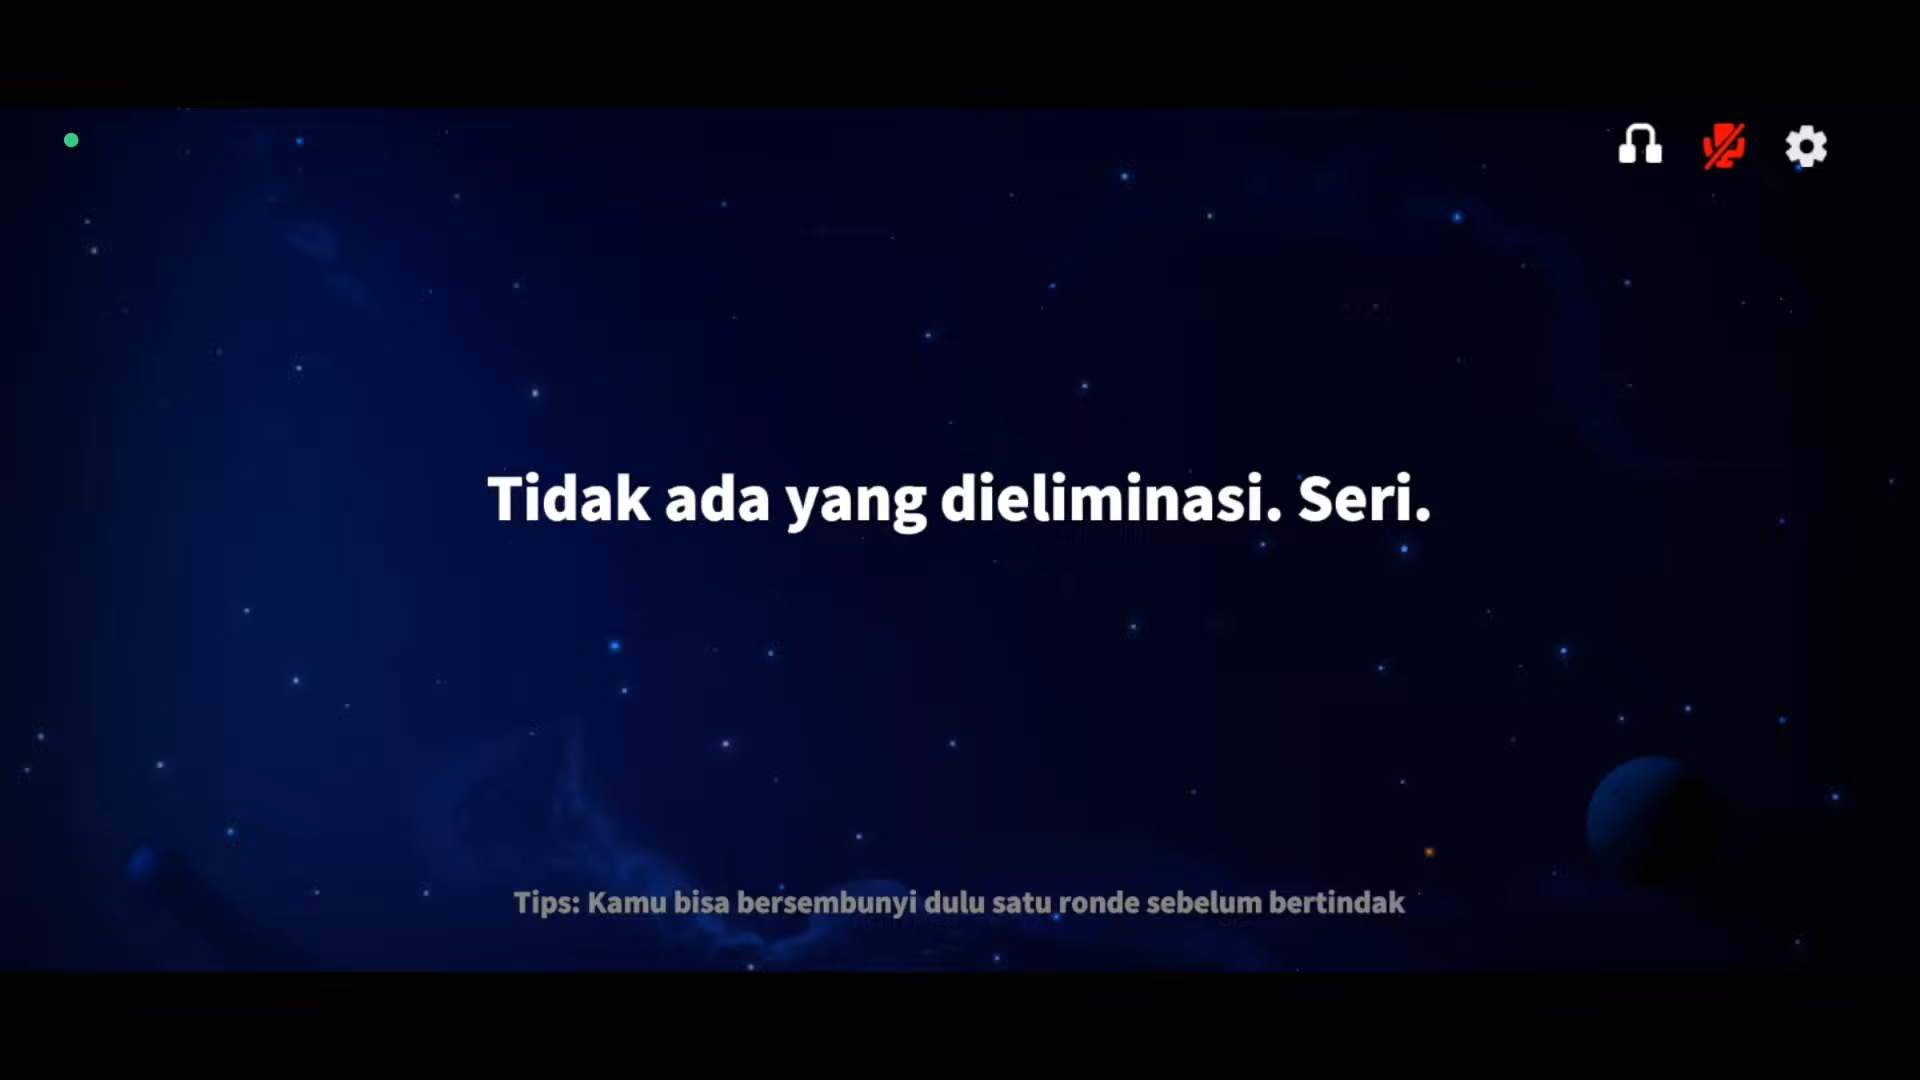 Tidak ada yang dieliminasi. Seri.
Tips: Kamu bisa bersembunyi dulu satu ronde sebelum bertindak